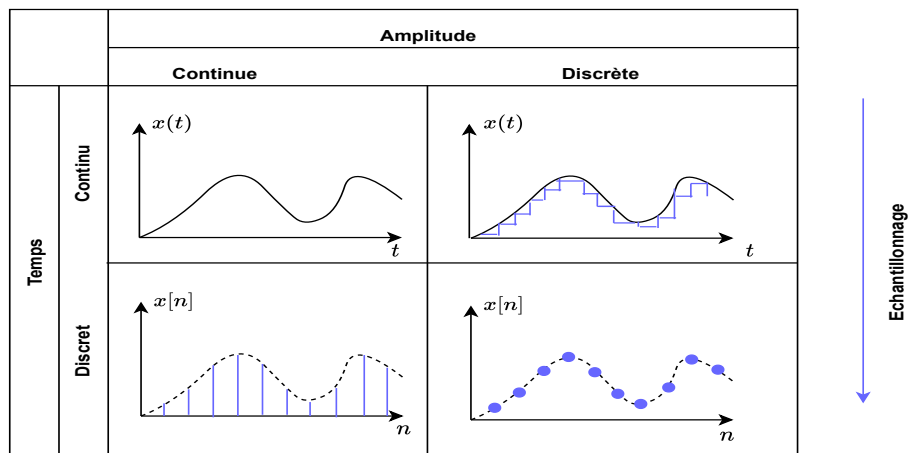 Amplitude
Continue
Discrète
Temps
Continu
x(t)
t
x(t)
t
Discret
x[n]
n
x[n]
n
Echantillonnage